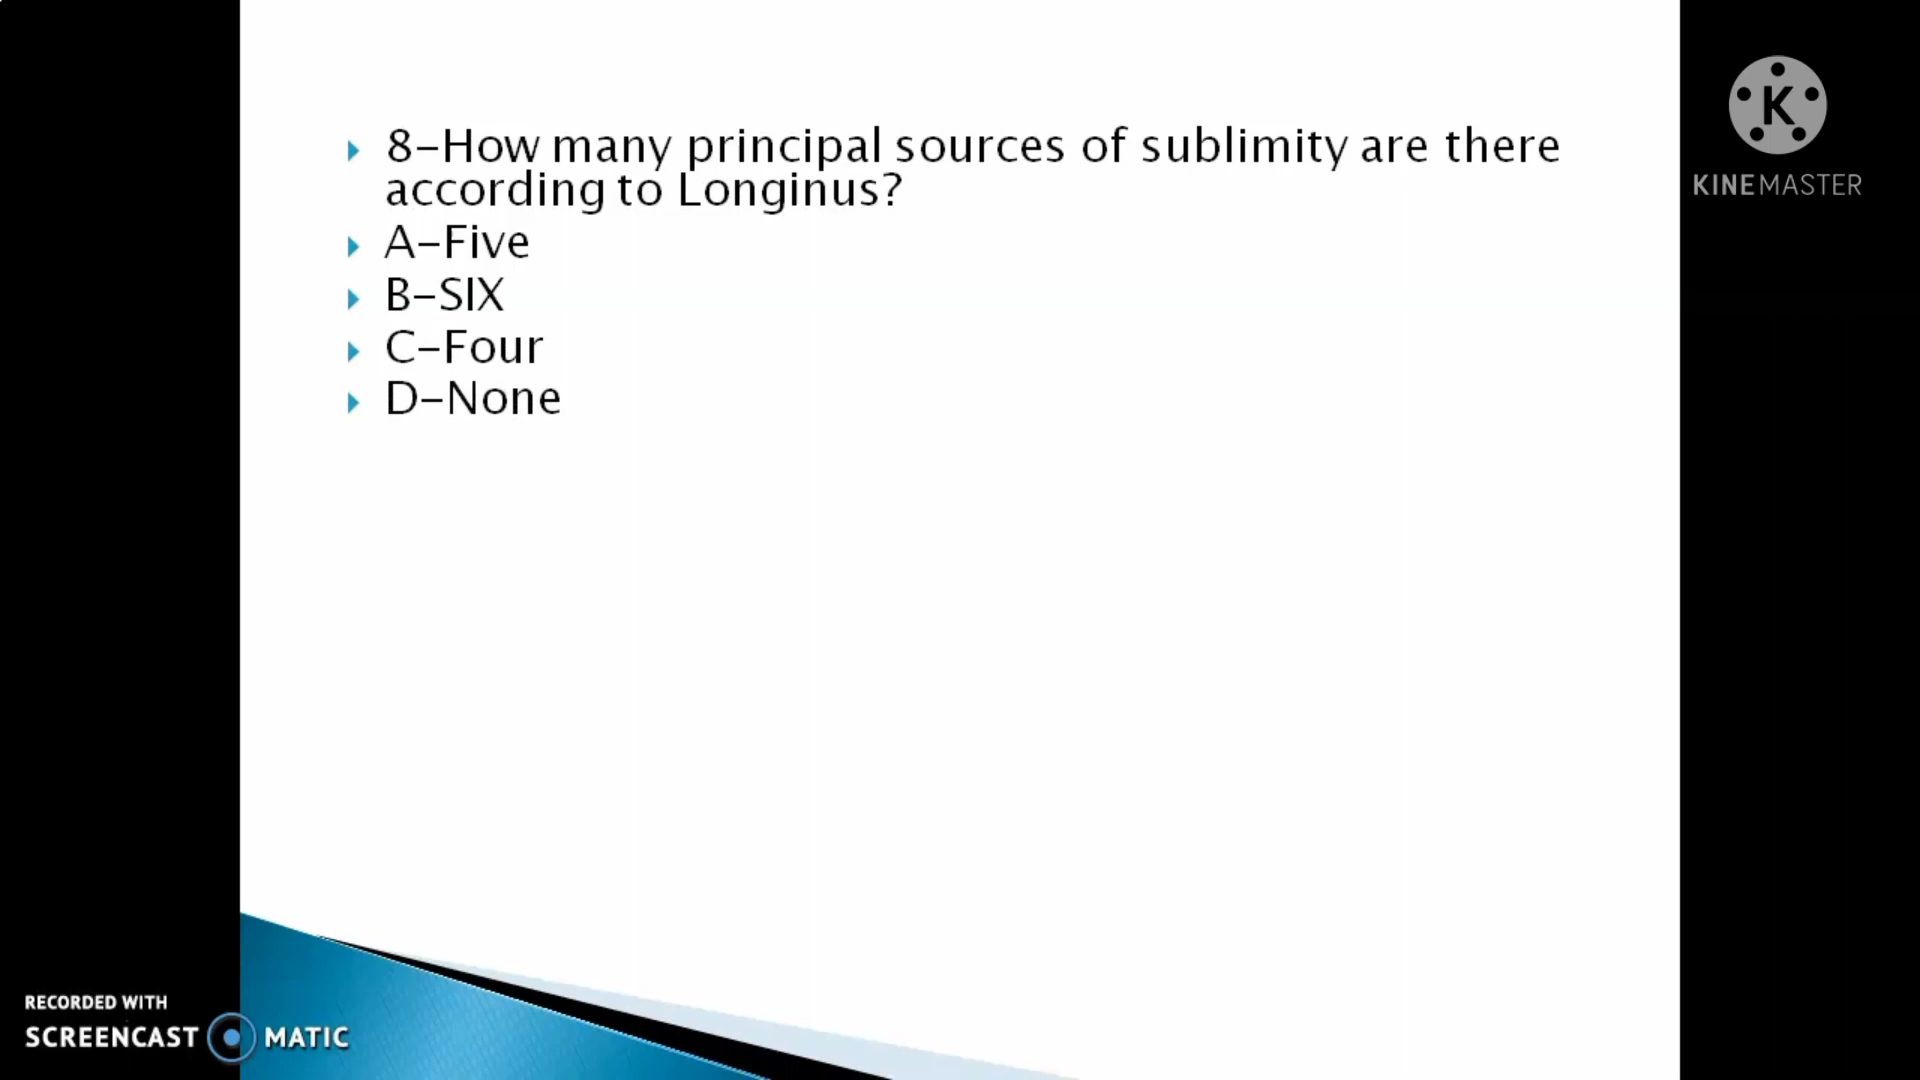 8–How many principal sources of sublimity are there
according to Longinus?
A–Five
B–SIX
C–Four
D–None
K
KINEMASTER
RECORDED WITH
SCREENCAST MATIC